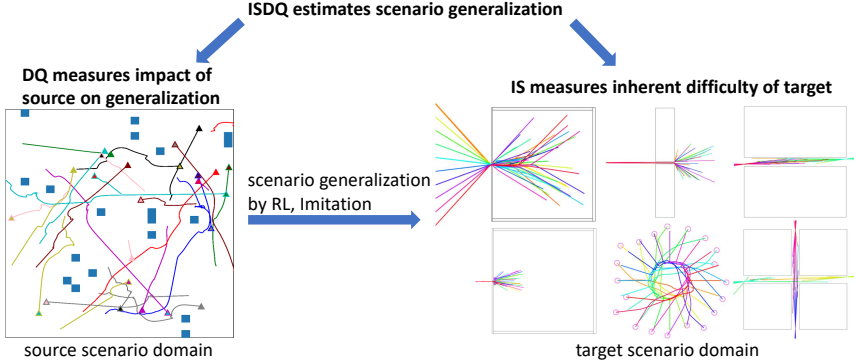 ISDQ estimates scenario generalization
DQ measures impact of
source on generalization
IS measures inherent difficulty of target
scenario generalization
by RL, Imitation
source scenario domain
target scenario domain